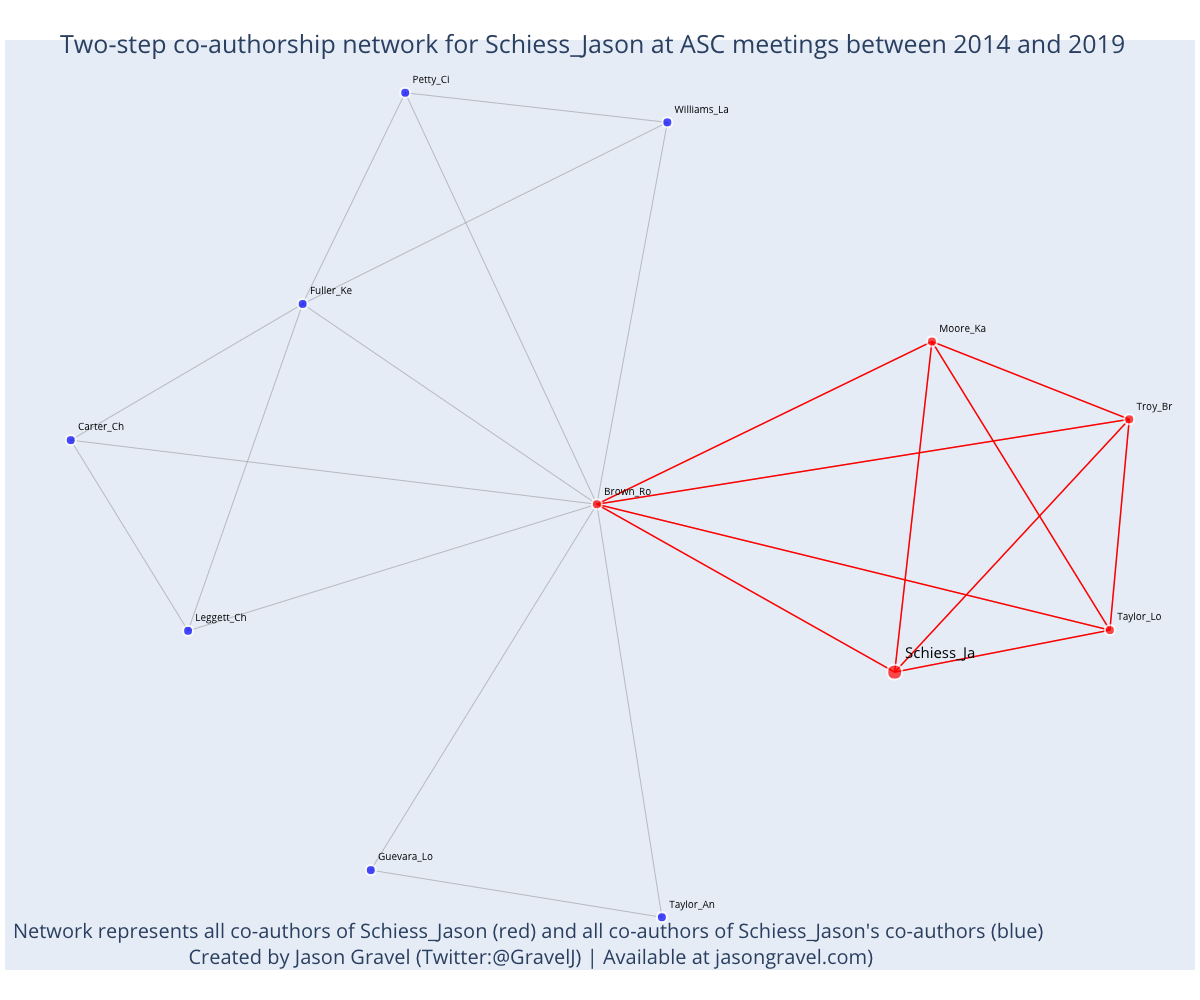 Two-step co-authorship network for Schiess_Jason at ASC meetings between 2014 and 2019
Petty_Ci
Williams_La
Fuller_Ke
Moore_Ka
Troy_Br
Carter_Ch
Brown_Ro
Leggett_Ch
Taylor_Lo
Schiess_Ja
Guevara_Lo
Taylor_An
Network represents all co-authors of Schiess_Jason (red) and all co-authors of Schiess_Jason's co-authors (blue)
Created by Jason Gravel (Twitter:@GravelJ) | Available at jasongravel.com)